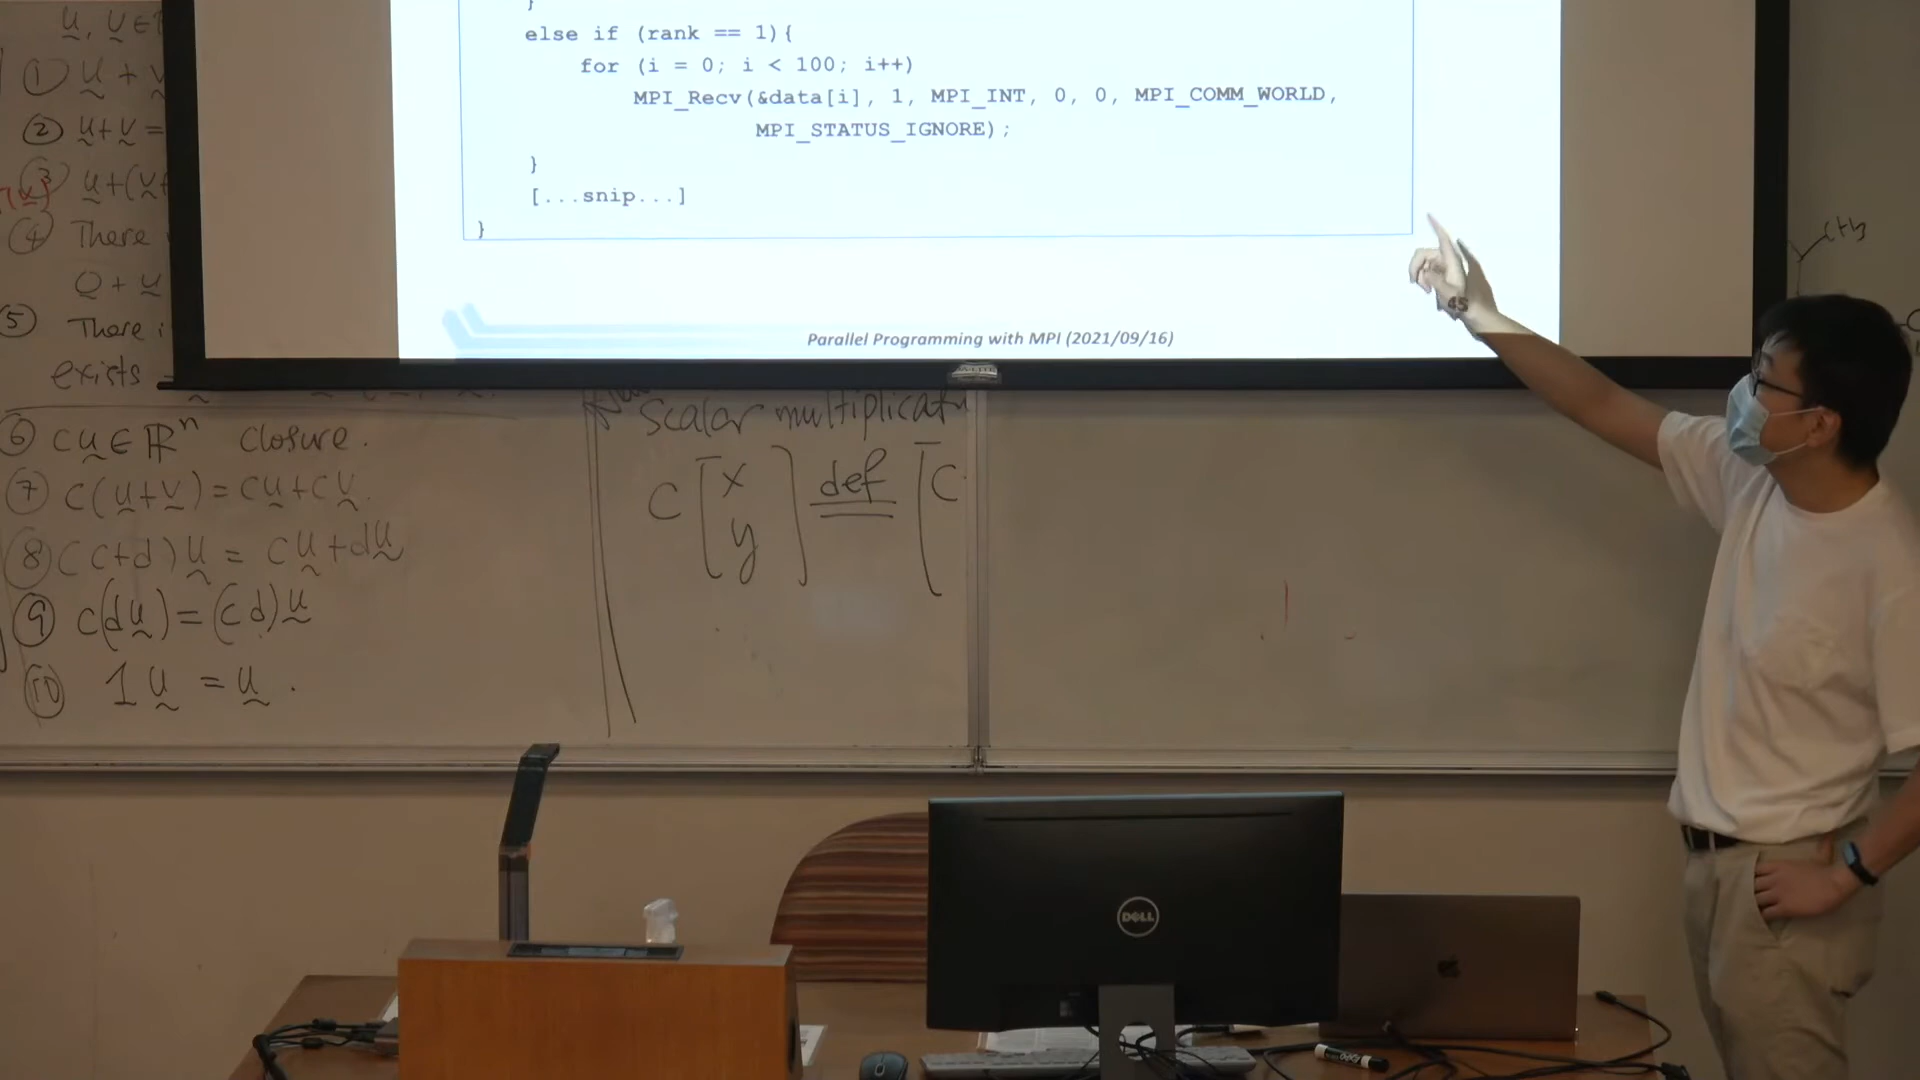 }
else if (rank == 1){
for (i = 0; i < 100; i++)
MPI_Recv(&data[i], 1, MPI_INT, 0, 0, MPI_COMM_WORLD,
MPI_STATUS_IGNORE);
}
[...snip...]
}
45
Parallel Programming with MPI (2021/09/16)
u, v ∈
① u + v
② u+v =
③ u+(v+
④ There
0 + u
⑤ There i
exists
⑥ cu ∈ ℝⁿ closure.
⑦ c(u+v) = cu+cv.
⑧ (c+d)u = cu+du
⑨ c(du) = (cd)u
⑩ 1u = u.
scalar multiplicatn
c[x y] def [c
DELL
EXPO